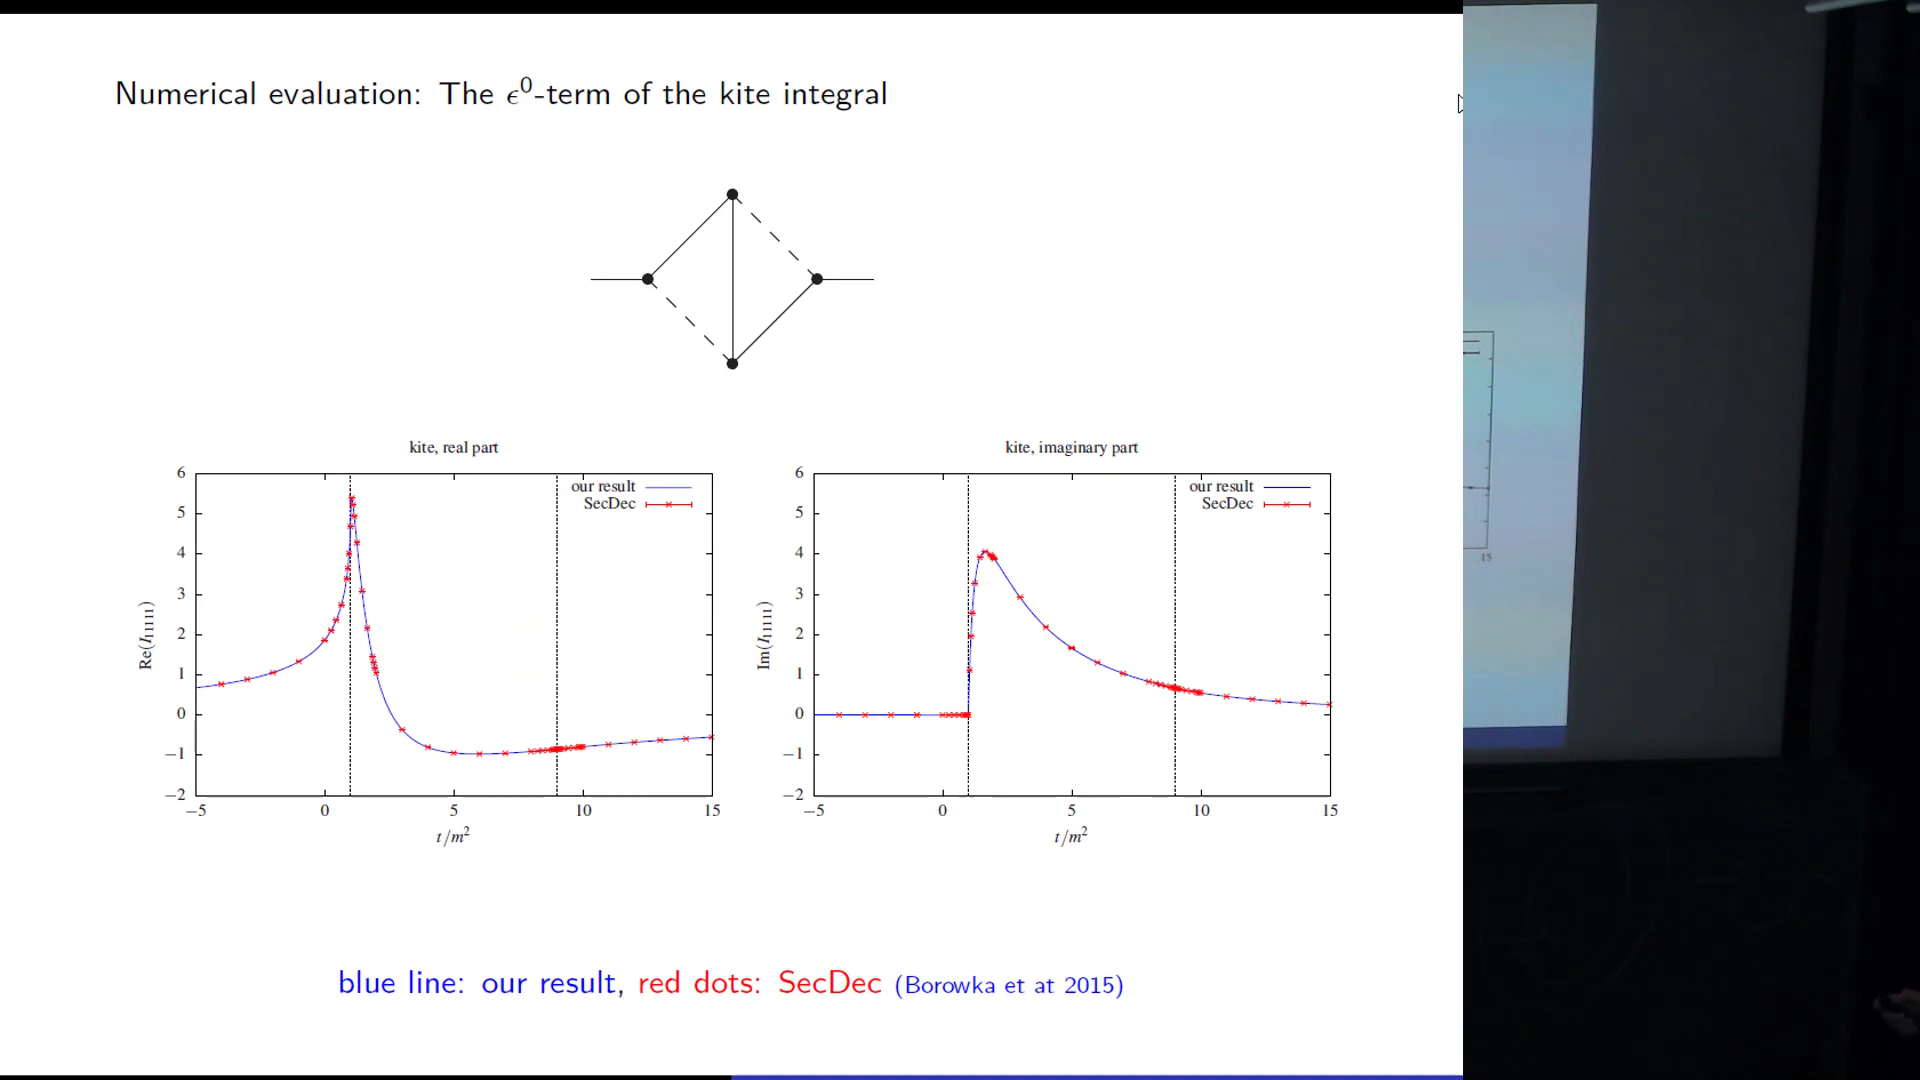 Numerical evaluation: The ϵ⁰-term of the kite integral
kite, real part
6
5
4
3
2
1
0
−1
−2
our result
SecDec
Re(I₁₁₁₁₁)
−5 0 5 10 15
t/m²
kite, imaginary part
6
5
4
3
2
1
0
−1
−2
our result
SecDec
Im(I₁₁₁₁₁)
−5 0 5 10 15
t/m²
15
blue line: our result, red dots: SecDec (Borowka et at 2015)